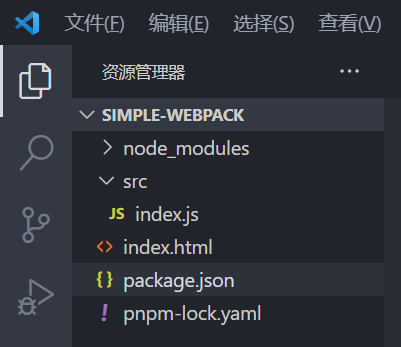 文件(F) 编辑(E) 选择(S) 查看(V)
资源管理器 ···
SIMPLE-WEBPACK
node_modules
src
JS index.js
<> index.html
{} package.json
! pnpm-lock.yaml